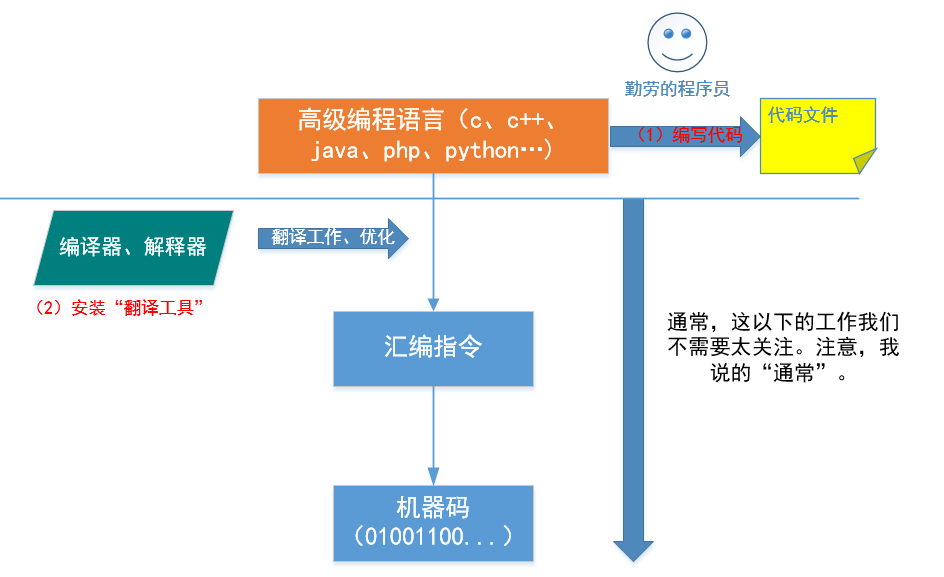 勤劳的程序员
高级编程语言（c、c++、
java、php、python…）
（1）编写代码
代码文件
编译器、解释器
翻译工作、优化
（2）安装“翻译工具”
汇编指令
通常，这以下的工作我们
不需要太关注。注意，我
说的“通常”。
机器码
（01001100...）